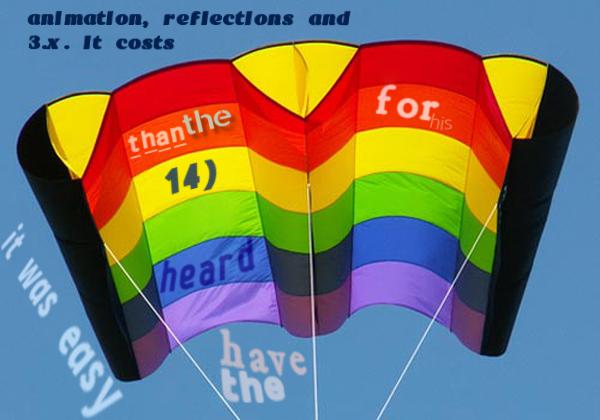 animation, reflections and
3.x. It costs
thanthe
for
his
14)
heard
it was easy
have
the